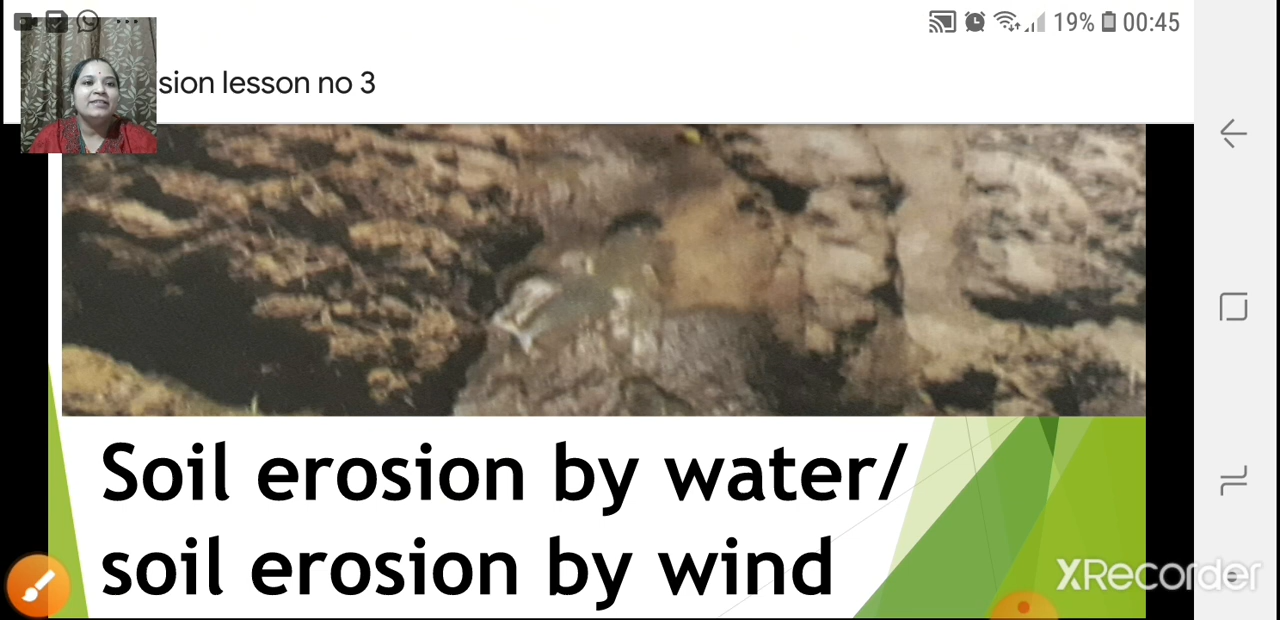 19% 00:45
sion lesson no 3
Soil erosion by water/
soil erosion by wind
XRecorder